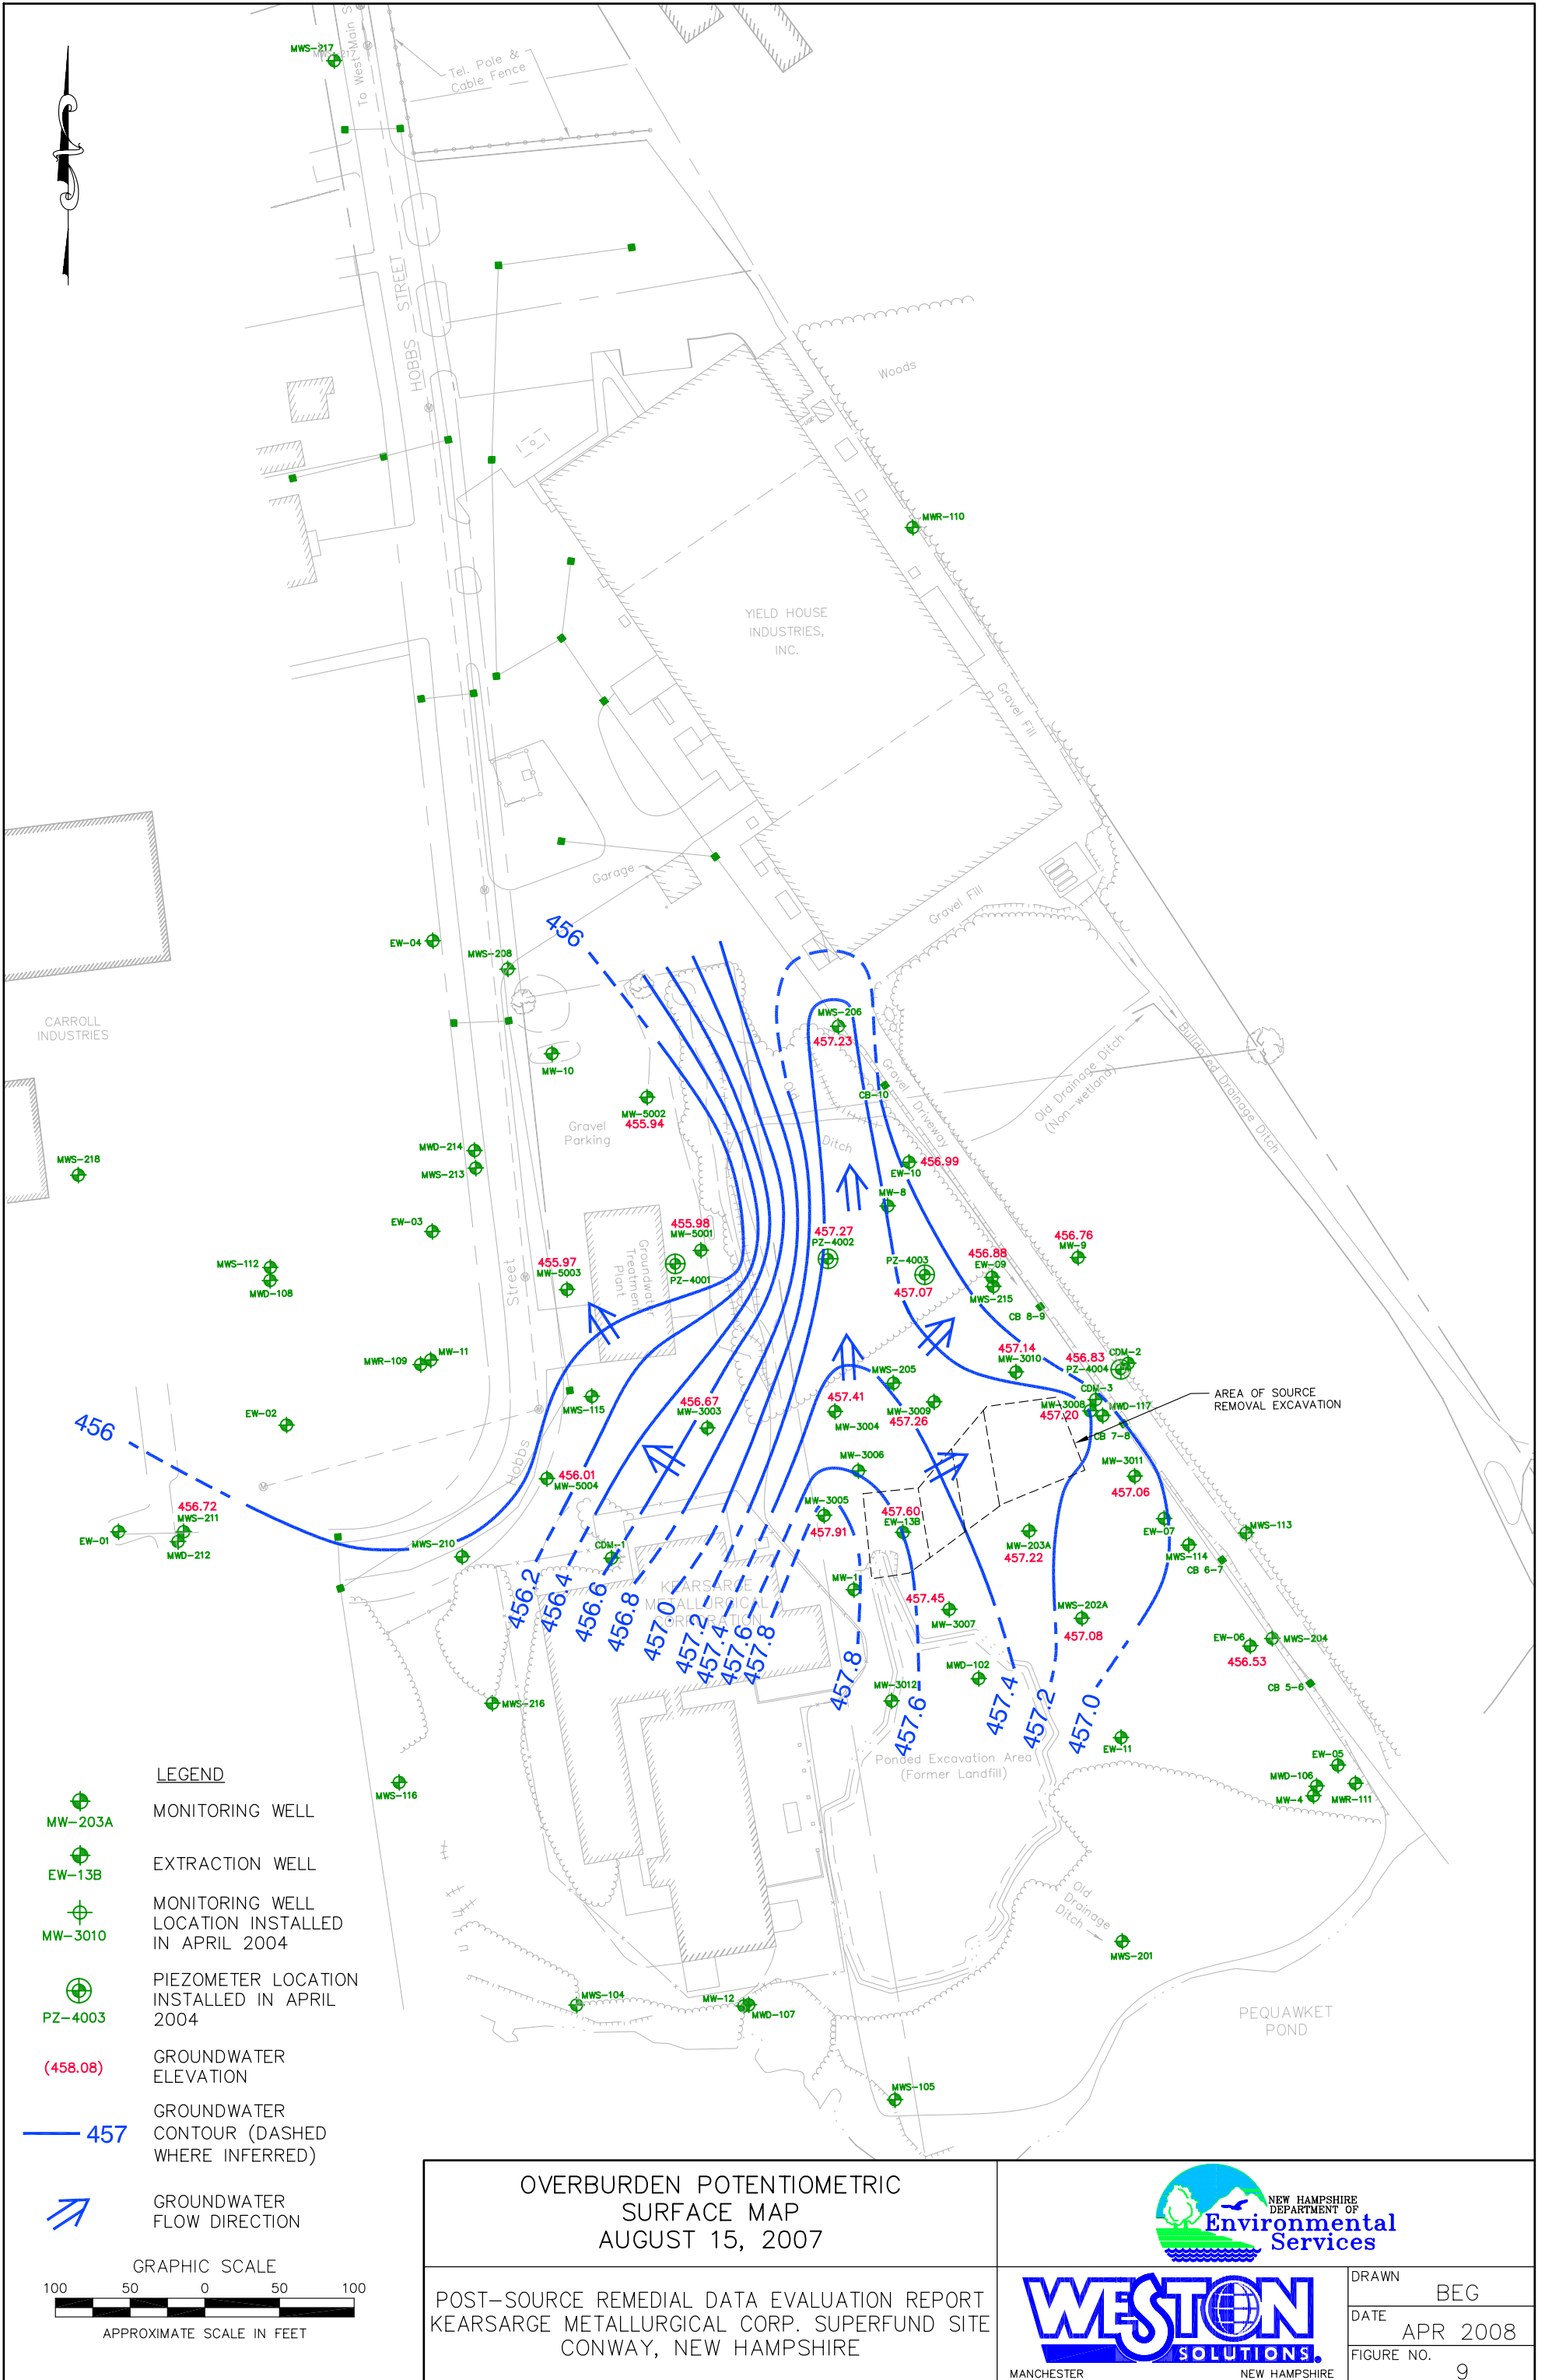 MWS-217
To West Main S
Tel. Pole &
Cable Fence
HOBBS STREET
Woods
MWR-110
YIELD HOUSE
INDUSTRIES,
INC.
Gravel Fill
Garage
Gravel Fill
EW-04
MWS-208
456
CARROLL
INDUSTRIES
MWS-206
457.23
Old Drainage Ditch
(Non-wetland)
Bulldozed Drainage Ditch
Gravel Driveway
CB-10
Old
Ditch
MW-10
MW-5002
455.94
Gravel
Parking
MWD-214
MWS-213
MWS-218
EW-10
456.99
MW-8
EW-03
455.98
MW-5001
PZ-4001
457.27
PZ-4002
PZ-4003
457.07
456.88
EW-09
MWS-215
456.76
MW-9
MWS-112
MWD-108
455.97
MW-5003
Groundwater
Treatment
Plant
Street
CB 8-9
MWR-109
MW-11
457.14
MW-3010
456.83
PZ-4004
CDM-2
MWS-205
CDM-3
MWS-115
456.67
MW-3003
457.41
MW-3004
MW-3009
457.26
MW-3008
457.20
MWD-117
CB 7-8
AREA OF SOURCE
REMOVAL EXCAVATION
EW-02
456
Hobbs
456.01
MW-5004
MW-3006
MW-3011
457.06
456.72
MWS-211
EW-01
MWD-212
MWS-210
CDM-1
MW-3005
457.91
457.60
EW-13B
MW-203A
457.22
EW-07
MWS-113
MWS-114
CB 6-7
KEARSARGE
METALLURGICAL
CORPORATION
MW-1
457.45
MW-3007
MWS-202A
457.08
EW-06
456.53
MWS-204
456.2
456.4
456.6
456.8
457.0
457.2
457.4
457.6
457.8
457.8
457.6
457.4
457.2
457.0
MWD-102
MW-3012
CB 5-6
MWS-216
EW-11
Ponded Excavation Area
(Former Landfill)
EW-05
MWD-106
MW-4
MWR-111
MWS-116
Old
Drainage
Ditch
MWS-201
MWS-104
MW-12
MWD-107
PEQUAWKET
POND
MWS-105
LEGEND
MW-203A
MONITORING WELL
EW-13B
EXTRACTION WELL
MW-3010
MONITORING WELL
LOCATION INSTALLED
IN APRIL 2004
PZ-4003
PIEZOMETER LOCATION
INSTALLED IN APRIL
2004
(458.08)
GROUNDWATER
ELEVATION
457
GROUNDWATER
CONTOUR (DASHED
WHERE INFERRED)
GROUNDWATER
FLOW DIRECTION
GRAPHIC SCALE
100 50 0 50 100
APPROXIMATE SCALE IN FEET
OVERBURDEN POTENTIOMETRIC
SURFACE MAP
AUGUST 15, 2007
POST-SOURCE REMEDIAL DATA EVALUATION REPORT
KEARSARGE METALLURGICAL CORP. SUPERFUND SITE
CONWAY, NEW HAMPSHIRE
NEW HAMPSHIRE
DEPARTMENT OF
Environmental
Services
WESTON
SOLUTIONS®
MANCHESTER NEW HAMPSHIRE
DRAWN
BEG
DATE
APR 2008
FIGURE NO.
9